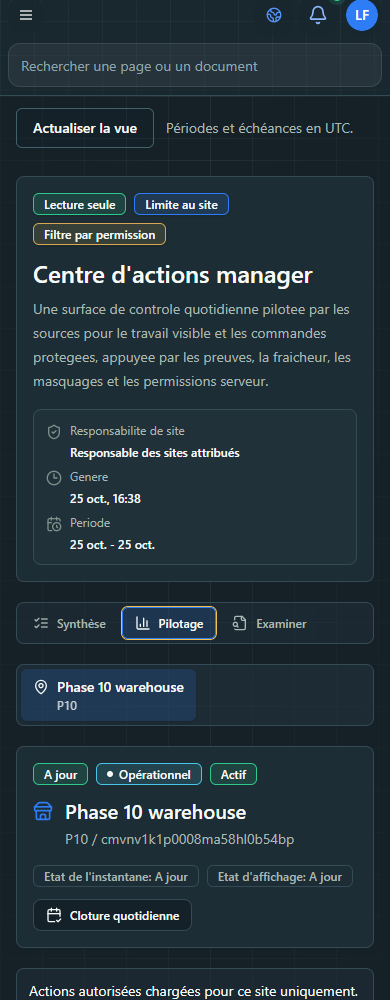 LF
Rechercher une page ou un document
Actualiser la vue
Périodes et échéances en UTC.
Lecture seule
Limite au site
Filtre par permission
Centre d'actions manager
Une surface de controle quotidienne pilotee par les
sources pour le travail visible et les commandes
protegees, appuyee par les preuves, la fraicheur, les
masquages et les permissions serveur.
Responsabilite de site
Responsable des sites attribués
Genere
25 oct., 16:38
Periode
25 oct. - 25 oct.
Synthèse
Pilotage
Examiner
Phase 10 warehouse
P10
A jour
Opérationnel
Actif
Phase 10 warehouse
P10 / cmvnv1k1p0008ma58hl0b54bp
Etat de l'instantane: A jour
Etat d'affichage: A jour
Cloture quotidienne
Actions autorisées chargées pour ce site uniquement.